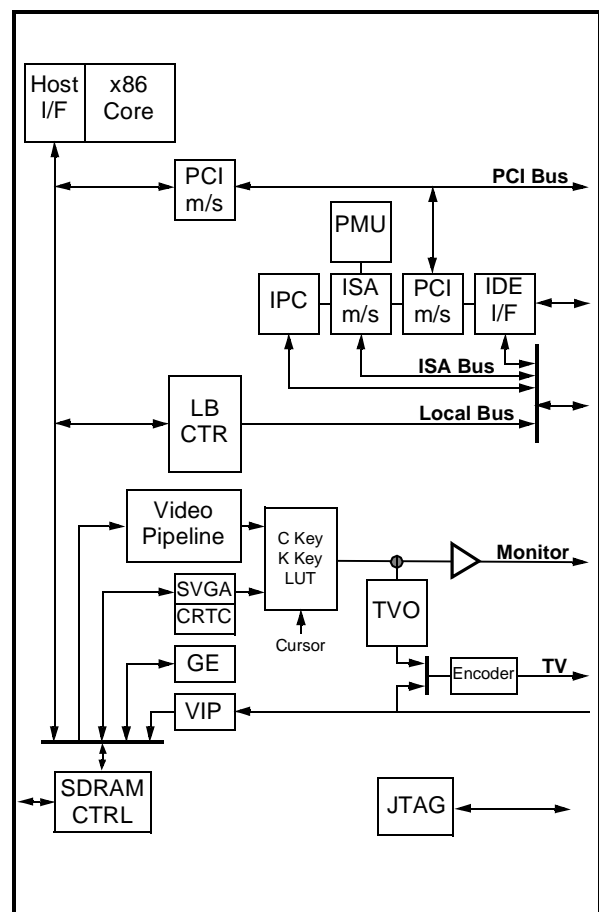 Host
I/F
x86
Core
PCI
m/s
PCI Bus
PMU
IPC
ISA
m/s
PCI
m/s
IDE
I/F
ISA Bus
LB
CTR
Local Bus
Video
Pipeline
C Key
K Key
LUT
Monitor
SVGA
CRTC
Cursor
TVO
GE
Encoder
TV
VIP
SDRAM
CTRL
JTAG